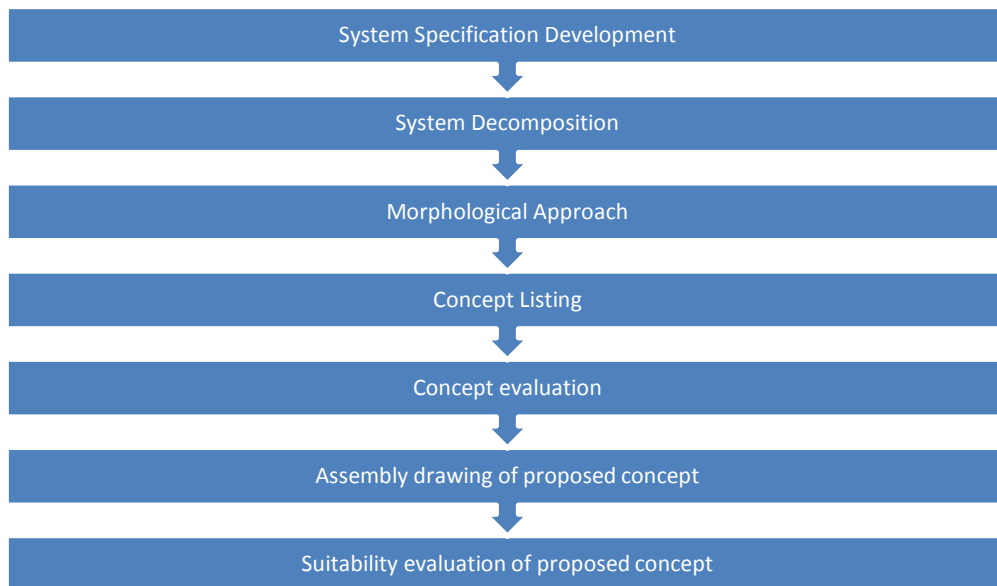 System Specification Development
System Decomposition
Morphological Approach
Concept Listing
Concept evaluation
Assembly drawing of proposed concept
Suitability evaluation of proposed concept